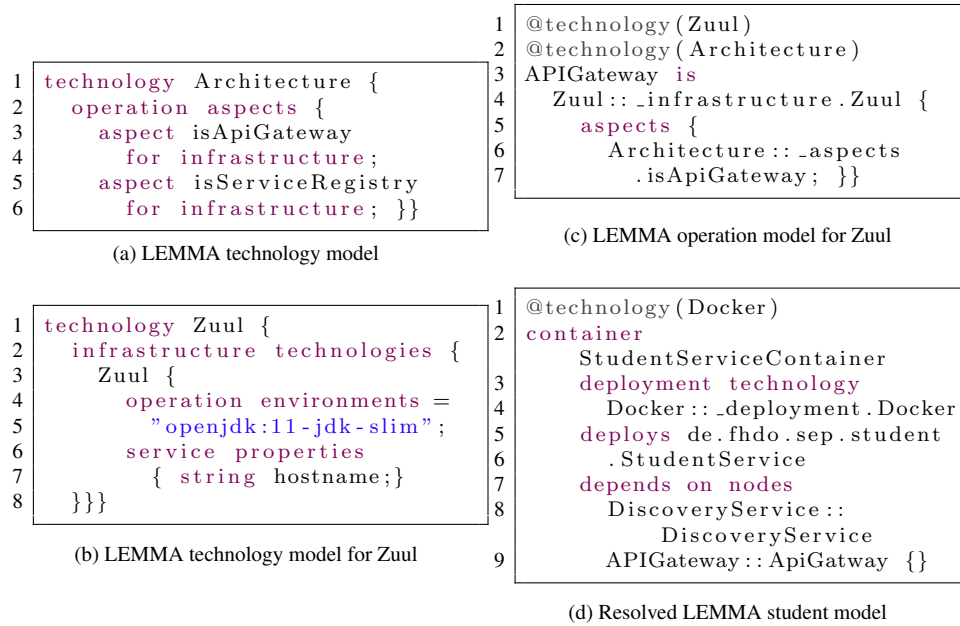 1 technology Architecture {
2 operation aspects {
3 aspect isApiGateway
4 for infrastructure;
5 aspect isServiceRegistry
6 for infrastructure; }}
(a) LEMMA technology model
1 technology Zuul {
2 infrastructure technologies {
3 Zuul {
4 operation environments =
5 "openjdk:11-jdk-slim";
6 service properties
7 { string hostname;}
8 }}}
(b) LEMMA technology model for Zuul
1 @technology(Zuul)
2 @technology(Architecture)
3 APIGateway is
4 Zuul::_infrastructure.Zuul {
5 aspects {
6 Architecture::_aspects
7 .isApiGateway; }}
(c) LEMMA operation model for Zuul
1 @technology(Docker)
2 container
StudentServiceContainer
3 deployment technology
4 Docker::_deployment.Docker
5 deploys de.fhdo.sep.student
6 .StudentService
7 depends on nodes
8 DiscoveryService::
DiscoveryService
9 APIGateway::ApiGatway {}
(d) Resolved LEMMA student model